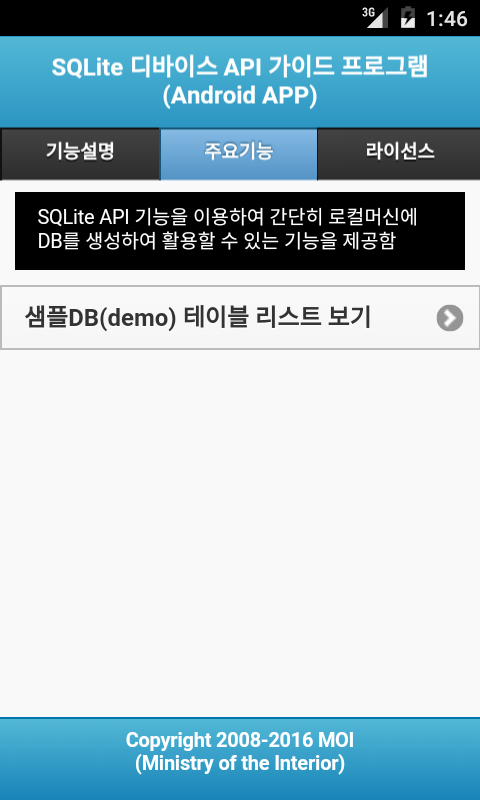 3G
1:46
SQLite 디바이스 API 가이드 프로그램
(Android APP)
기능설명
주요기능
라이선스
SQLite API 기능을 이용하여 간단히 로컬머신에
DB를 생성하여 활용할 수 있는 기능을 제공함
샘플DB(demo) 테이블 리스트 보기
Copyright 2008-2016 MOI
(Ministry of the Interior)